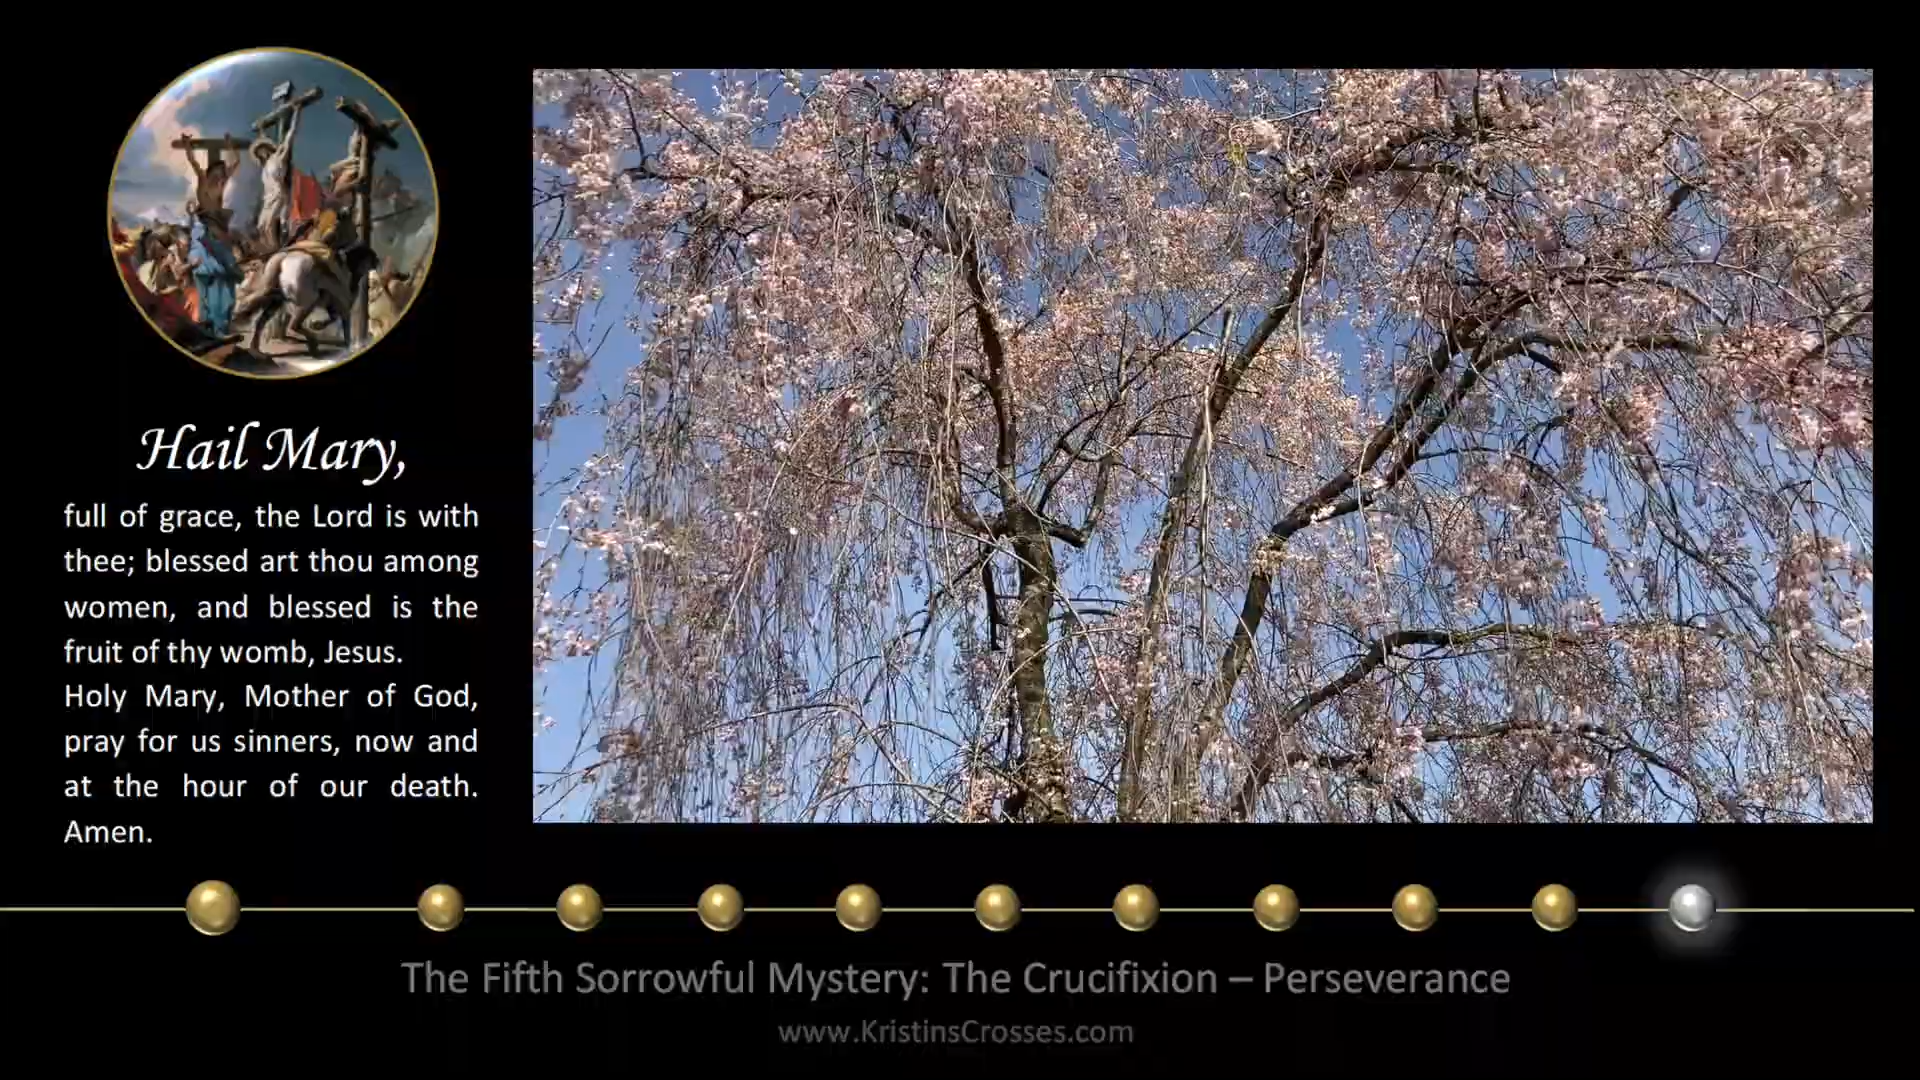 Hail Mary,
full of grace, the Lord is with
thee; blessed art thou among
women, and blessed is the
fruit of thy womb, Jesus.
Holy Mary, Mother of God,
pray for us sinners, now and
at the hour of our death.
Amen.
The Fifth Sorrowful Mystery: The Crucifixion – Perseverance
www.KristinsCrosses.com